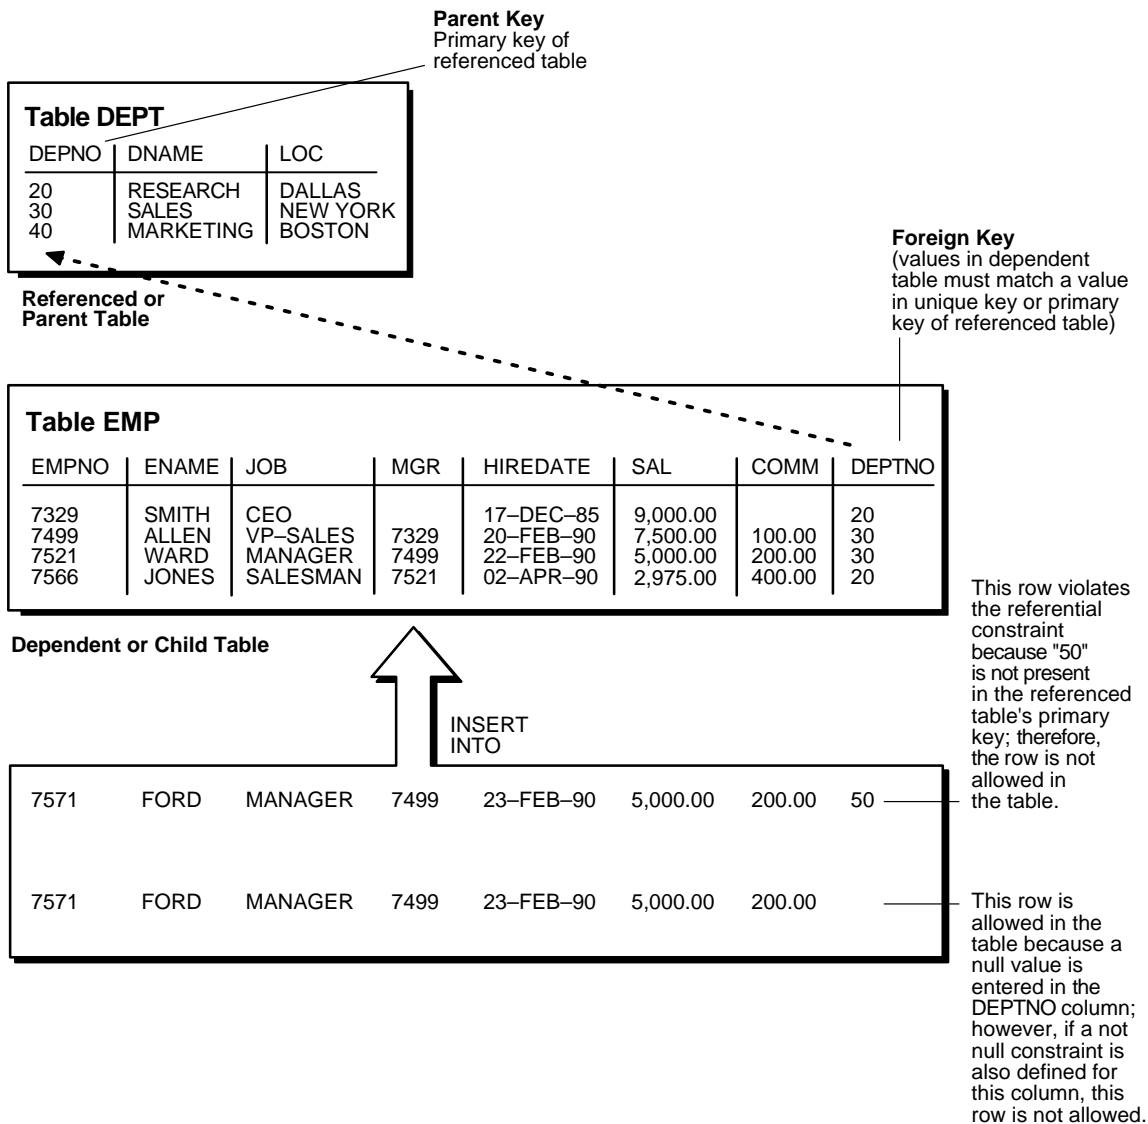 Parent Key
Primary key of
referenced table
Table DEPT
DEPNO DNAME LOC
20 RESEARCH DALLAS
30 SALES NEW YORK
40 MARKETING BOSTON
Referenced or
Parent Table
Foreign Key
(values in dependent
table must match a value
in unique key or primary
key of referenced table)
Table EMP
EMPNO ENAME JOB MGR HIREDATE SAL COMM DEPTNO
7329 SMITH CEO 17–DEC–85 9,000.00 20
7499 ALLEN VP–SALES 7329 20–FEB–90 7,500.00 100.00 30
7521 WARD MANAGER 7499 22–FEB–90 5,000.00 200.00 30
7566 JONES SALESMAN 7521 02–APR–90 2,975.00 400.00 20
Dependent or Child Table
INSERT
INTO
This row violates
the referential
constraint
because "50"
is not present
in the referenced
table's primary
key; therefore,
the row is not
allowed in
the table.
7571 FORD MANAGER 7499 23–FEB–90 5,000.00 200.00 50
7571 FORD MANAGER 7499 23–FEB–90 5,000.00 200.00
This row is
allowed in the
table because a
null value is
entered in the
DEPTNO column;
however, if a not
null constraint is
also defined for
this column, this
row is not allowed.